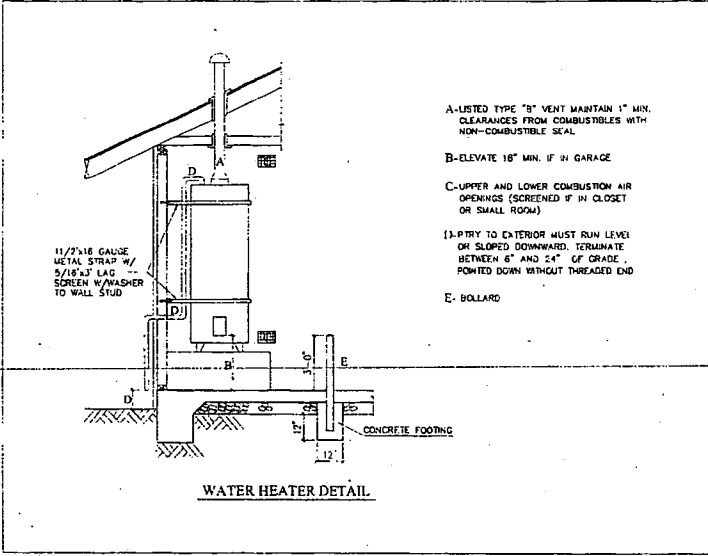 A-LISTED TYPE "B" VENT MAINTAIN 1" MIN.
CLEARANCES FROM COMBUSTIBLES WITH
NON-COMBUSTIBLE SEAL
B-ELEVATE 18" MIN. IF IN GARAGE
C-UPPER AND LOWER COMBUSTION AIR
OPENINGS (SCREENED IF IN CLOSET
OR SMALL ROOM)
D-PTRV TO EXTERIOR MUST RUN LEVEL
OR SLOPED DOWNWARD. TERMINATE
BETWEEN 6" AND 24" OF GRADE,
POINTED DOWN WITHOUT THREADED END
E- BOLLARD
A
D
11/2"x16 GAUGE
METAL STRAP W/
5/16"x3" LAG
SCREEN W/WASHER
TO WALL STUD
D
B
3'-0"
E
D
12"
CONCRETE FOOTING
12"
WATER HEATER DETAIL